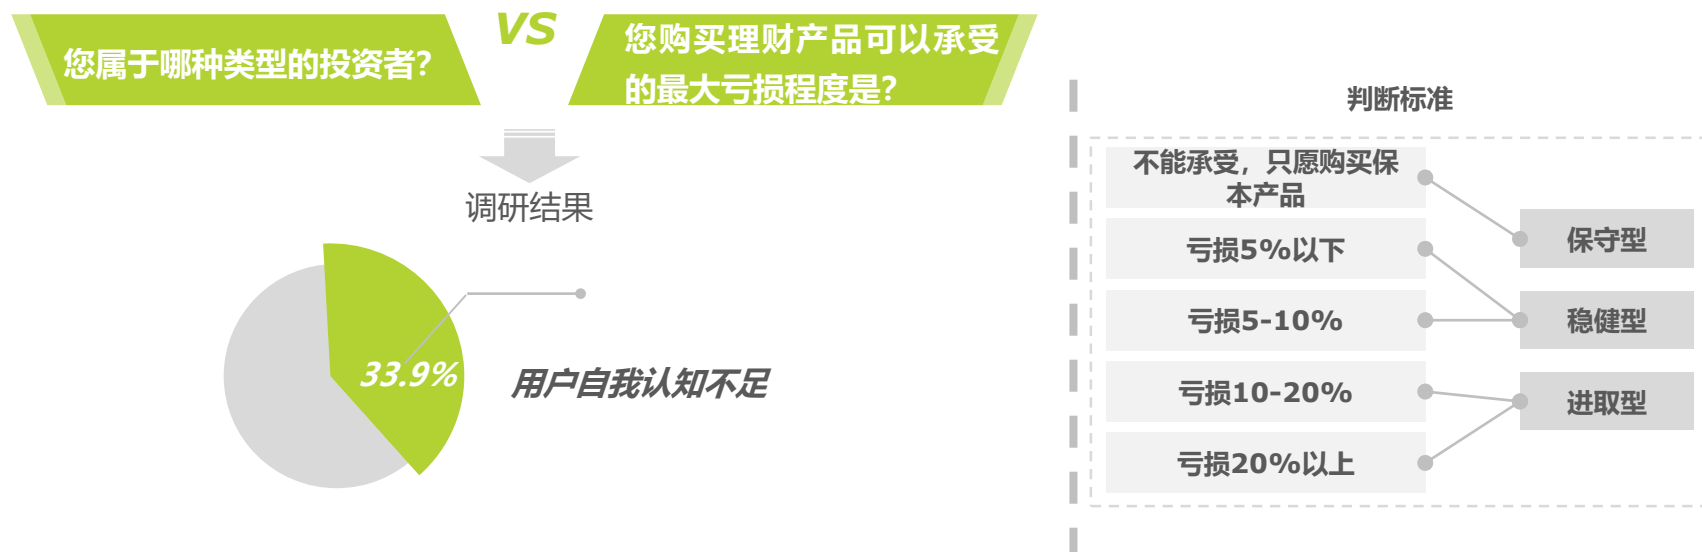 您属于哪种类型的投资者？
VS
您购买理财产品可以承受
的最大亏损程度是？
调研结果
33.9%
用户自我认知不足
判断标准
不能承受，只愿购买保
本产品
亏损5%以下
亏损5-10%
亏损10-20%
亏损20%以上
保守型
稳健型
进取型